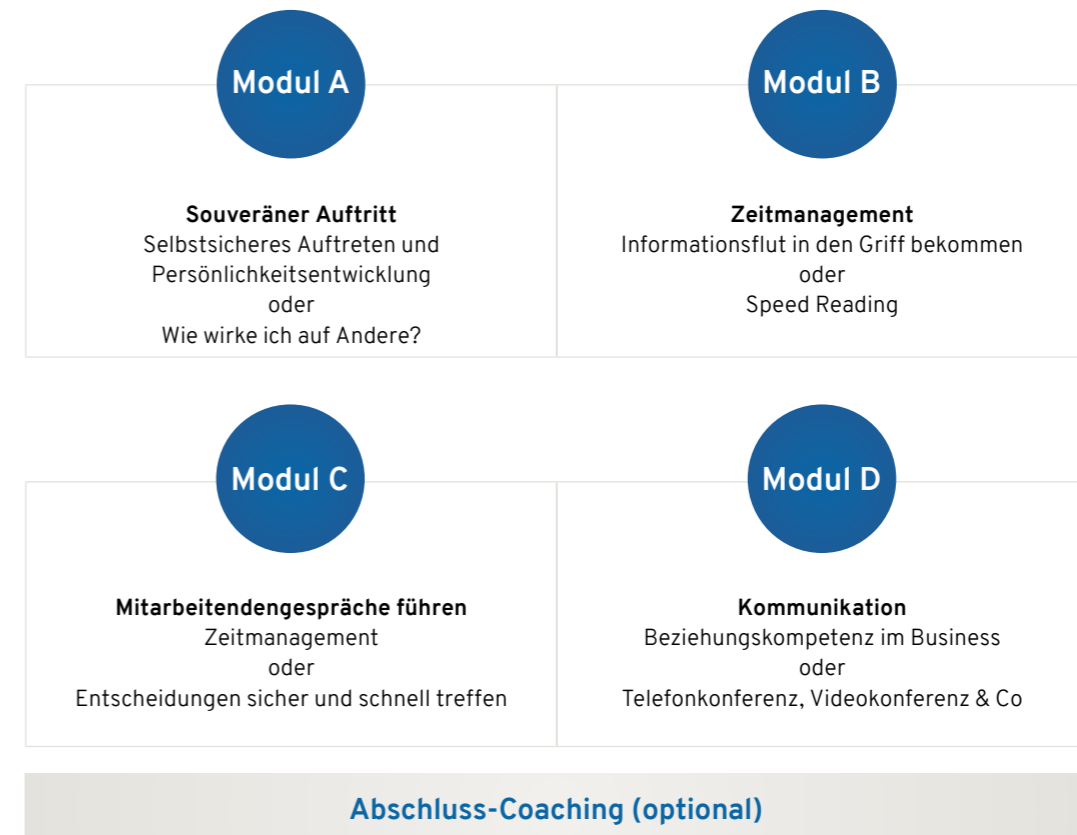 Modul A
Souveräner Auftritt
Selbstsicheres Auftreten und
Persönlichkeitsentwicklung
oder
Wie wirke ich auf Andere?
Modul B
Zeitmanagement
Informationsflut in den Griff bekommen
oder
Speed Reading
Modul C
Mitarbeitendengespräche führen
Zeitmanagement
oder
Entscheidungen sicher und schnell treffen
Modul D
Kommunikation
Beziehungskompetenz im Business
oder
Telefonkonferenz, Videokonferenz & Co
Abschluss-Coaching (optional)